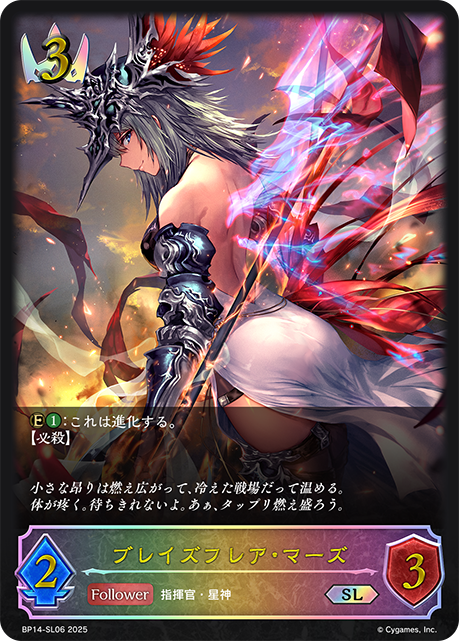 3
E 1：これは進化する。
【必殺】
小さな昂りは燃え広がって、冷えた戦場だって温める。
体が疼く。待ちきれないよ。あぁ、タップリ燃え盛ろう。
ブレイズフレア・マーズ
2
Follower 指揮官・星神
SL
3
BP14-SL06 2025
© Cygames, Inc.